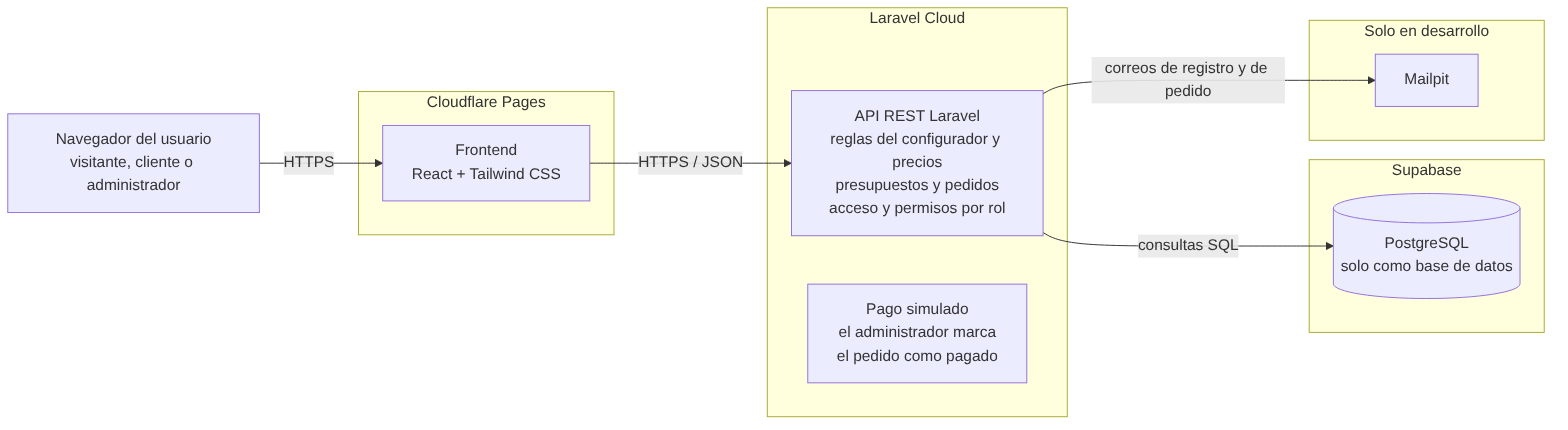 Navegador del usuario
visitante, cliente o
administrador
HTTPS
Cloudflare Pages
Frontend
React + Tailwind CSS
HTTPS / JSON
Laravel Cloud
API REST Laravel
reglas del configurador y
precios
presupuestos y pedidos
acceso y permisos por rol
Pago simulado
el administrador marca
el pedido como pagado
correos de registro y de
pedido
Solo en desarrollo
Mailpit
consultas SQL
Supabase
PostgreSQL
solo como base de datos